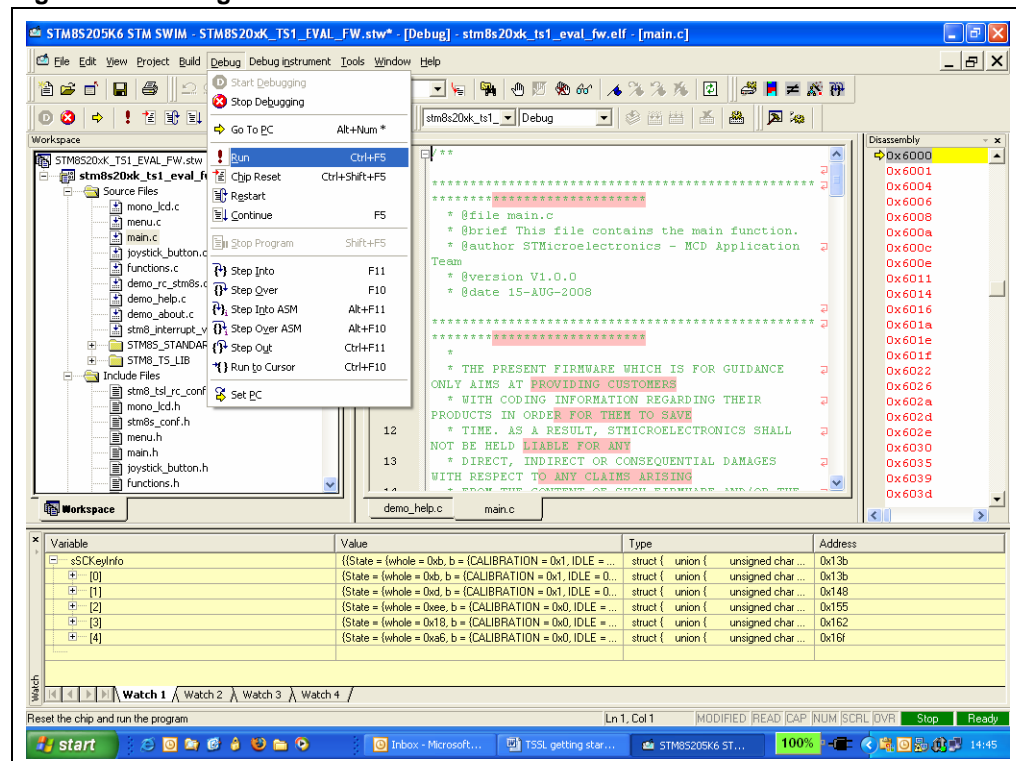 STM8S205K6 STM SWIM - STM8S20xK_TS1_EVAL_FW.stw* - [Debug] - stm8s20xk_ts1_eval_fw.elf - [main.c]
File Edit View Project Build Debug Debug instrument Tools Window Help
Start Debugging
Stop Debugging
Go To PC Alt+Num *
Run Ctrl+F5
Chip Reset Ctrl+Shift+F5
Restart
Continue F5
Stop Program Shift+F5
Step Into F11
Step Over F10
Step Into ASM Alt+F11
Step Over ASM Alt+F10
Step Out Ctrl+F11
Run to Cursor Ctrl+F10
Set PC
stm8s20xk_ts1_ Debug
Workspace
STM8S20xK_TS1_EVAL_FW.stw
Source Files
mono_lcd.c
menu.c
main.c
joystick_button.c
functions.c
demo_help.c
demo_about.c
STM8_TS_LIB
Include Files
stm8_tsl_rc_conf
mono_lcd.h
stm8s_conf.h
menu.h
main.h
joystick_button.h
functions.h
Workspace
/**
****************************************************
*****************************
* @file main.c
* @brief This file contains the main function.
* @author STMicroelectronics - MCD Application
Team
* @version V1.0.0
* @date 15-AUG-2008
****************************************************
*****************************
*
* THE PRESENT FIRMWARE WHICH IS FOR GUIDANCE
ONLY AIMS AT PROVIDING CUSTOMERS
* WITH CODING INFORMATION REGARDING THEIR
PRODUCTS IN ORDER FOR THEM TO SAVE
12 * TIME. AS A RESULT, STMICROELECTRONICS SHALL
NOT BE HELD LIABLE FOR ANY
13 * DIRECT, INDIRECT OR CONSEQUENTIAL DAMAGES
WITH RESPECT TO ANY CLAIMS ARISING
demo_help.c main.c
Disassembly
0x6000
0x6001
0x6004
0x6006
0x6008
0x600a
0x600c
0x600e
0x6011
0x6014
0x6016
0x601a
0x601e
0x601f
0x6022
0x6026
0x602a
0x602d
0x602e
0x6030
0x6035
0x6039
0x603d
Variable Value Type Address
sSCKeyInfo {{State = {whole = 0xb, b = {CALIBRATION = 0x1, IDLE = ... struct { union { unsigned char ... 0x13b
[0] {State = {whole = 0xb, b = {CALIBRATION = 0x1, IDLE = 0... struct { union { unsigned char ... 0x13b
[1] {State = {whole = 0xd, b = {CALIBRATION = 0x1, IDLE = 0... struct { union { unsigned char ... 0x148
[2] {State = {whole = 0xee, b = {CALIBRATION = 0x0, IDLE = ... struct { union { unsigned char ... 0x155
[3] {State = {whole = 0x18, b = {CALIBRATION = 0x0, IDLE = ... struct { union { unsigned char ... 0x162
[4] {State = {whole = 0xa6, b = {CALIBRATION = 0x0, IDLE = ... struct { union { unsigned char ... 0x16f
Watch
Watch 1 Watch 2 Watch 3 Watch 4
Reset the chip and run the program Ln 1, Col 1 MODIFIED READ CAP NUM SCRL OVR Stop Ready
start Inbox - Microsoft... TSSL getting star... STM8S205K6 ST... 100% 14:45